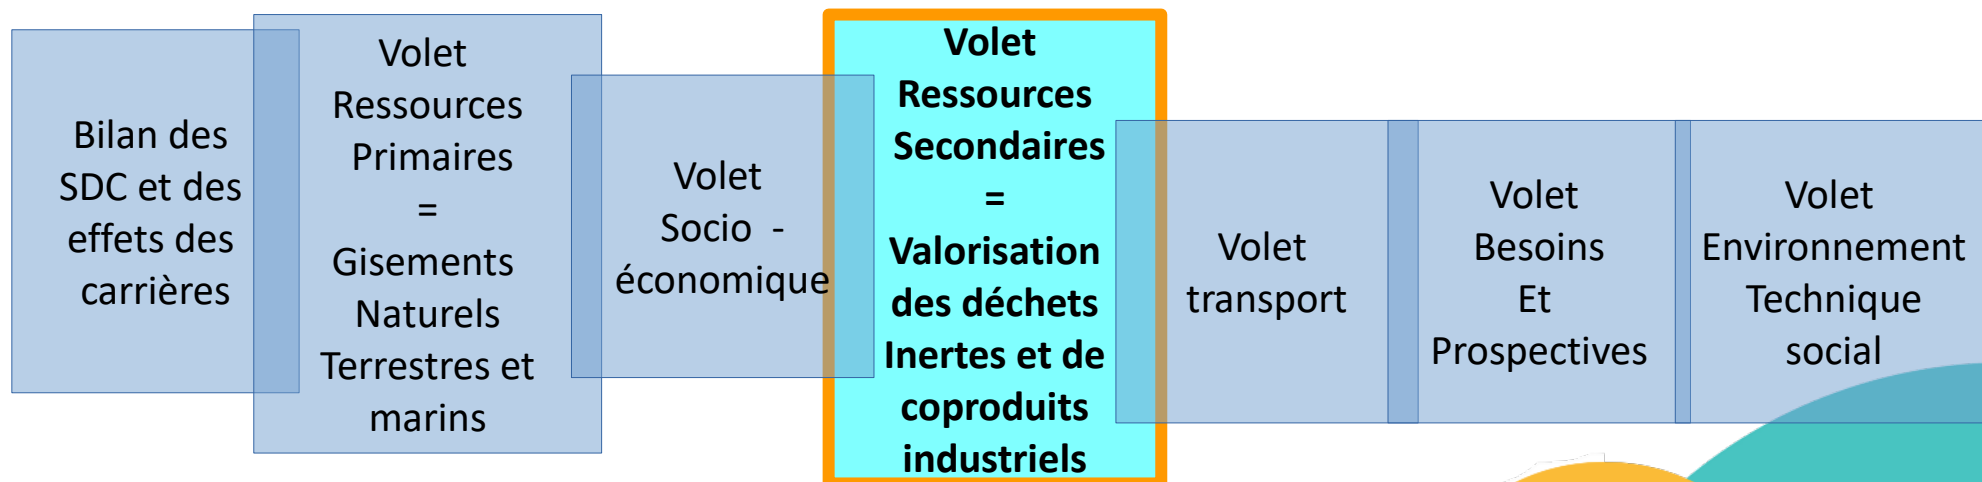 Bilan des
SDC et des
effets des
carrières
Volet
Ressources
Primaires
=
Gisements
Naturels
Terrestres et
marins
Volet
Socio -
économique
Volet
Ressources
Secondaires
=
Valorisation
des déchets
Inertes et de
coproduits
industriels
Volet
transport
Volet
Besoins
Et
Prospectives
Volet
Environnement
Technique
social